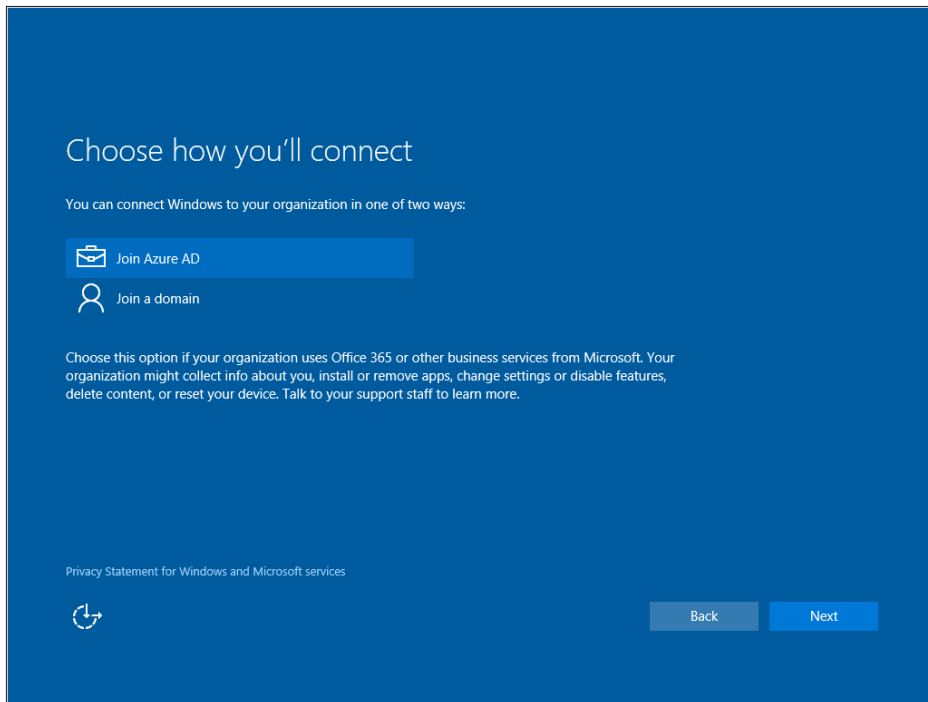 Choose how you'll connect
You can connect Windows to your organization in one of two ways:
Join Azure AD
Join a domain
Choose this option if your organization uses Office 365 or other business services from Microsoft. Your
organization might collect info about you, install or remove apps, change settings or disable features,
delete content, or reset your device. Talk to your support staff to learn more.
Privacy Statement for Windows and Microsoft services
Back
Next